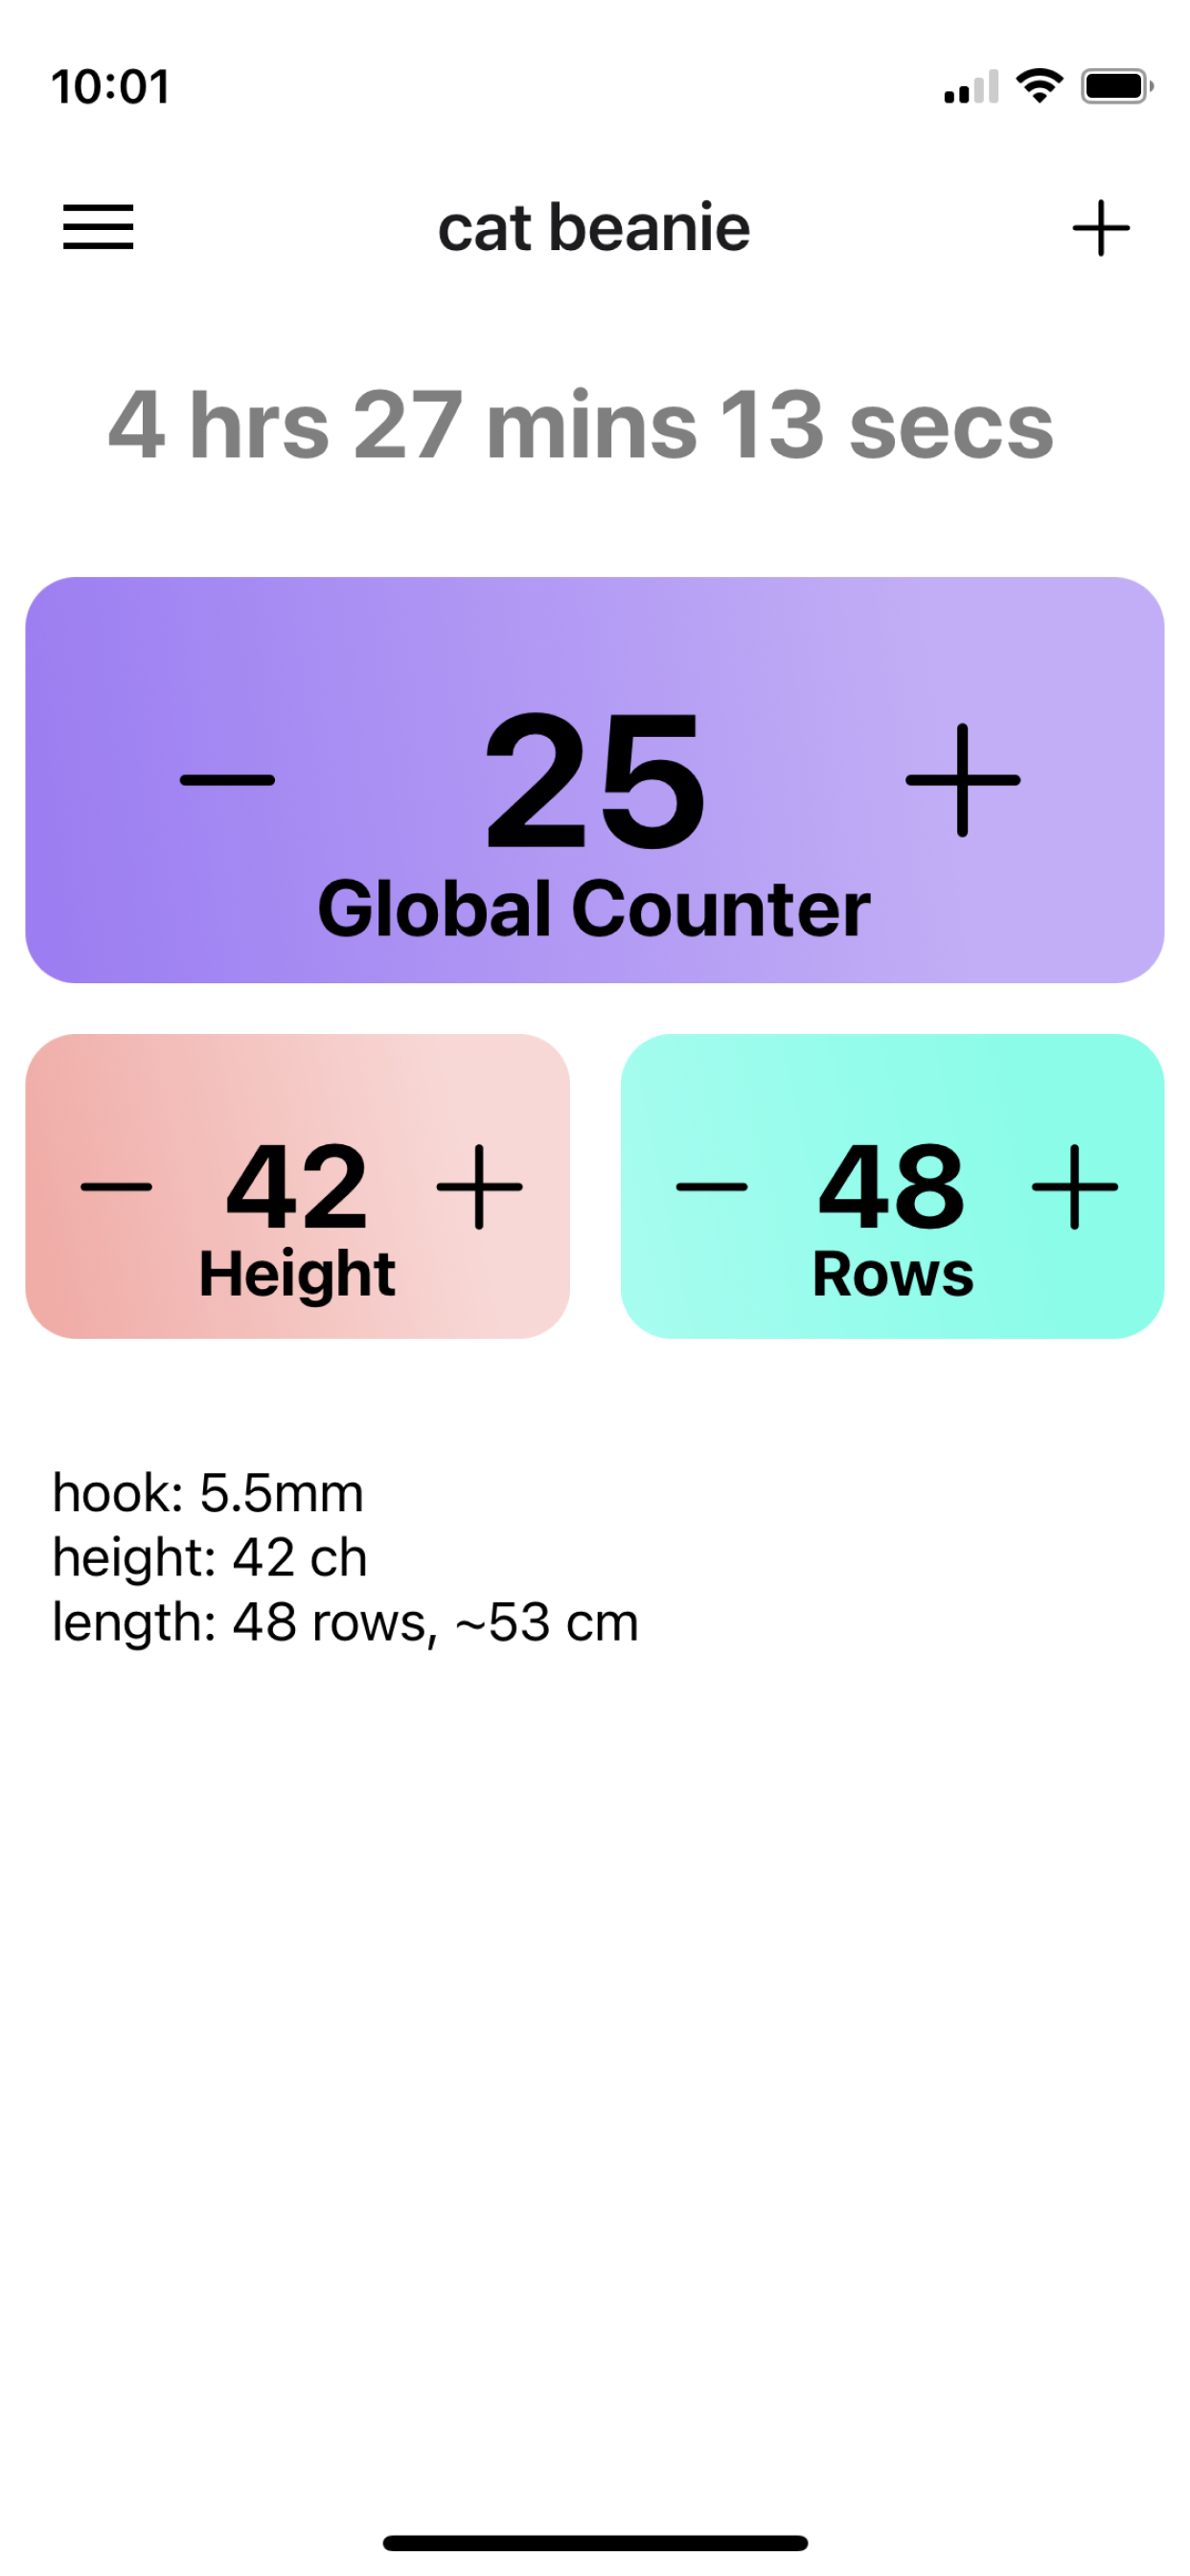 10:01
cat beanie
4 hrs 27 mins 13 secs
25
Global Counter
42
Height
48
Rows
hook: 5.5mm
height: 42 ch
length: 48 rows, ~53 cm